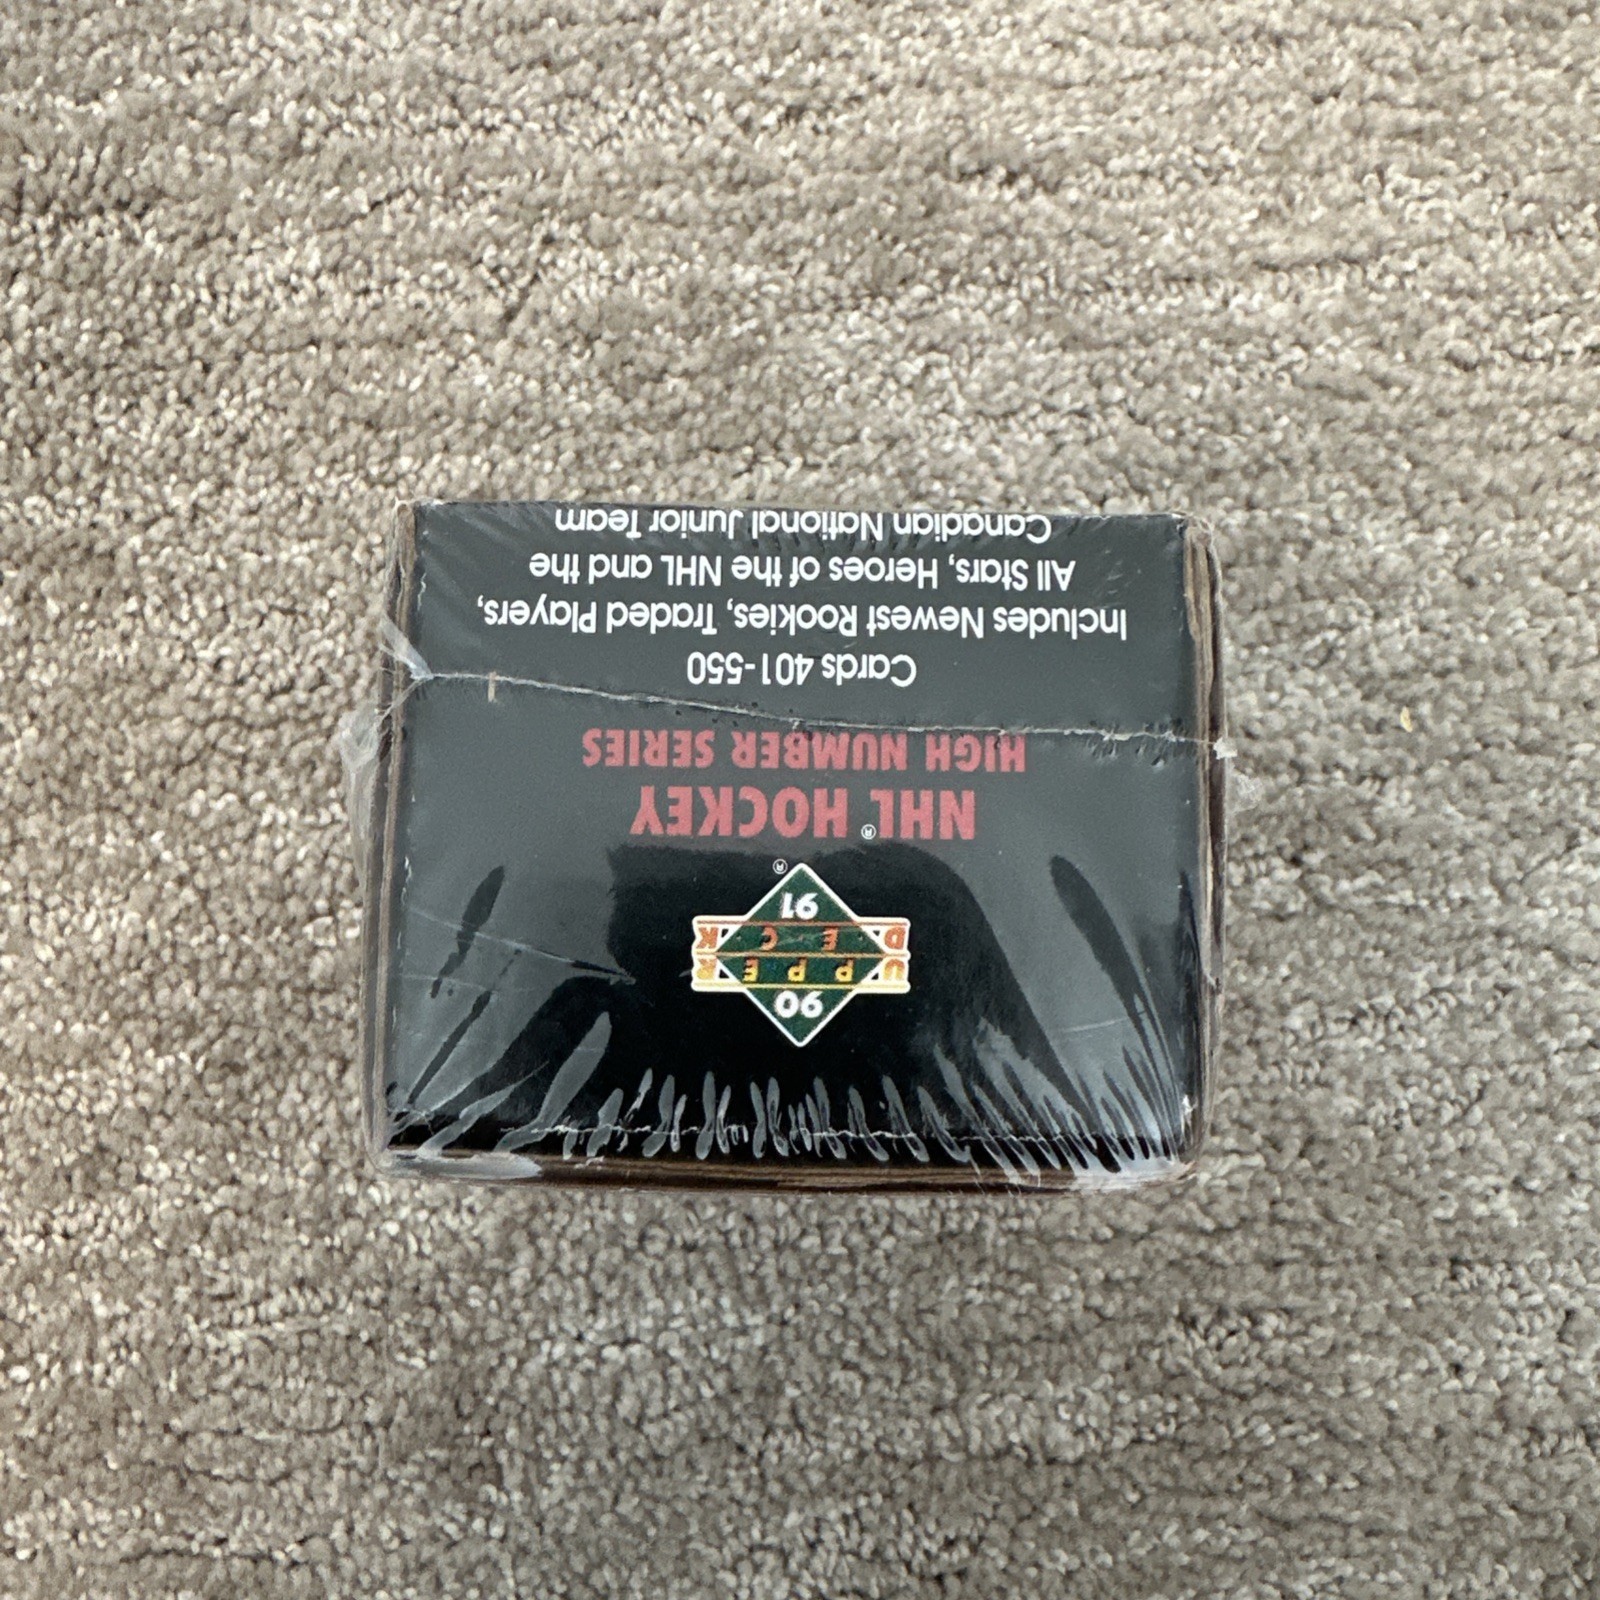 90
UPPER
DECK
91
®
NHL® HOCKEY
HIGH NUMBER SERIES
Cards 401-550
Includes Newest Rookies, Traded Players,
All Stars, Heroes of the NHL and the
Canadian National Junior Team